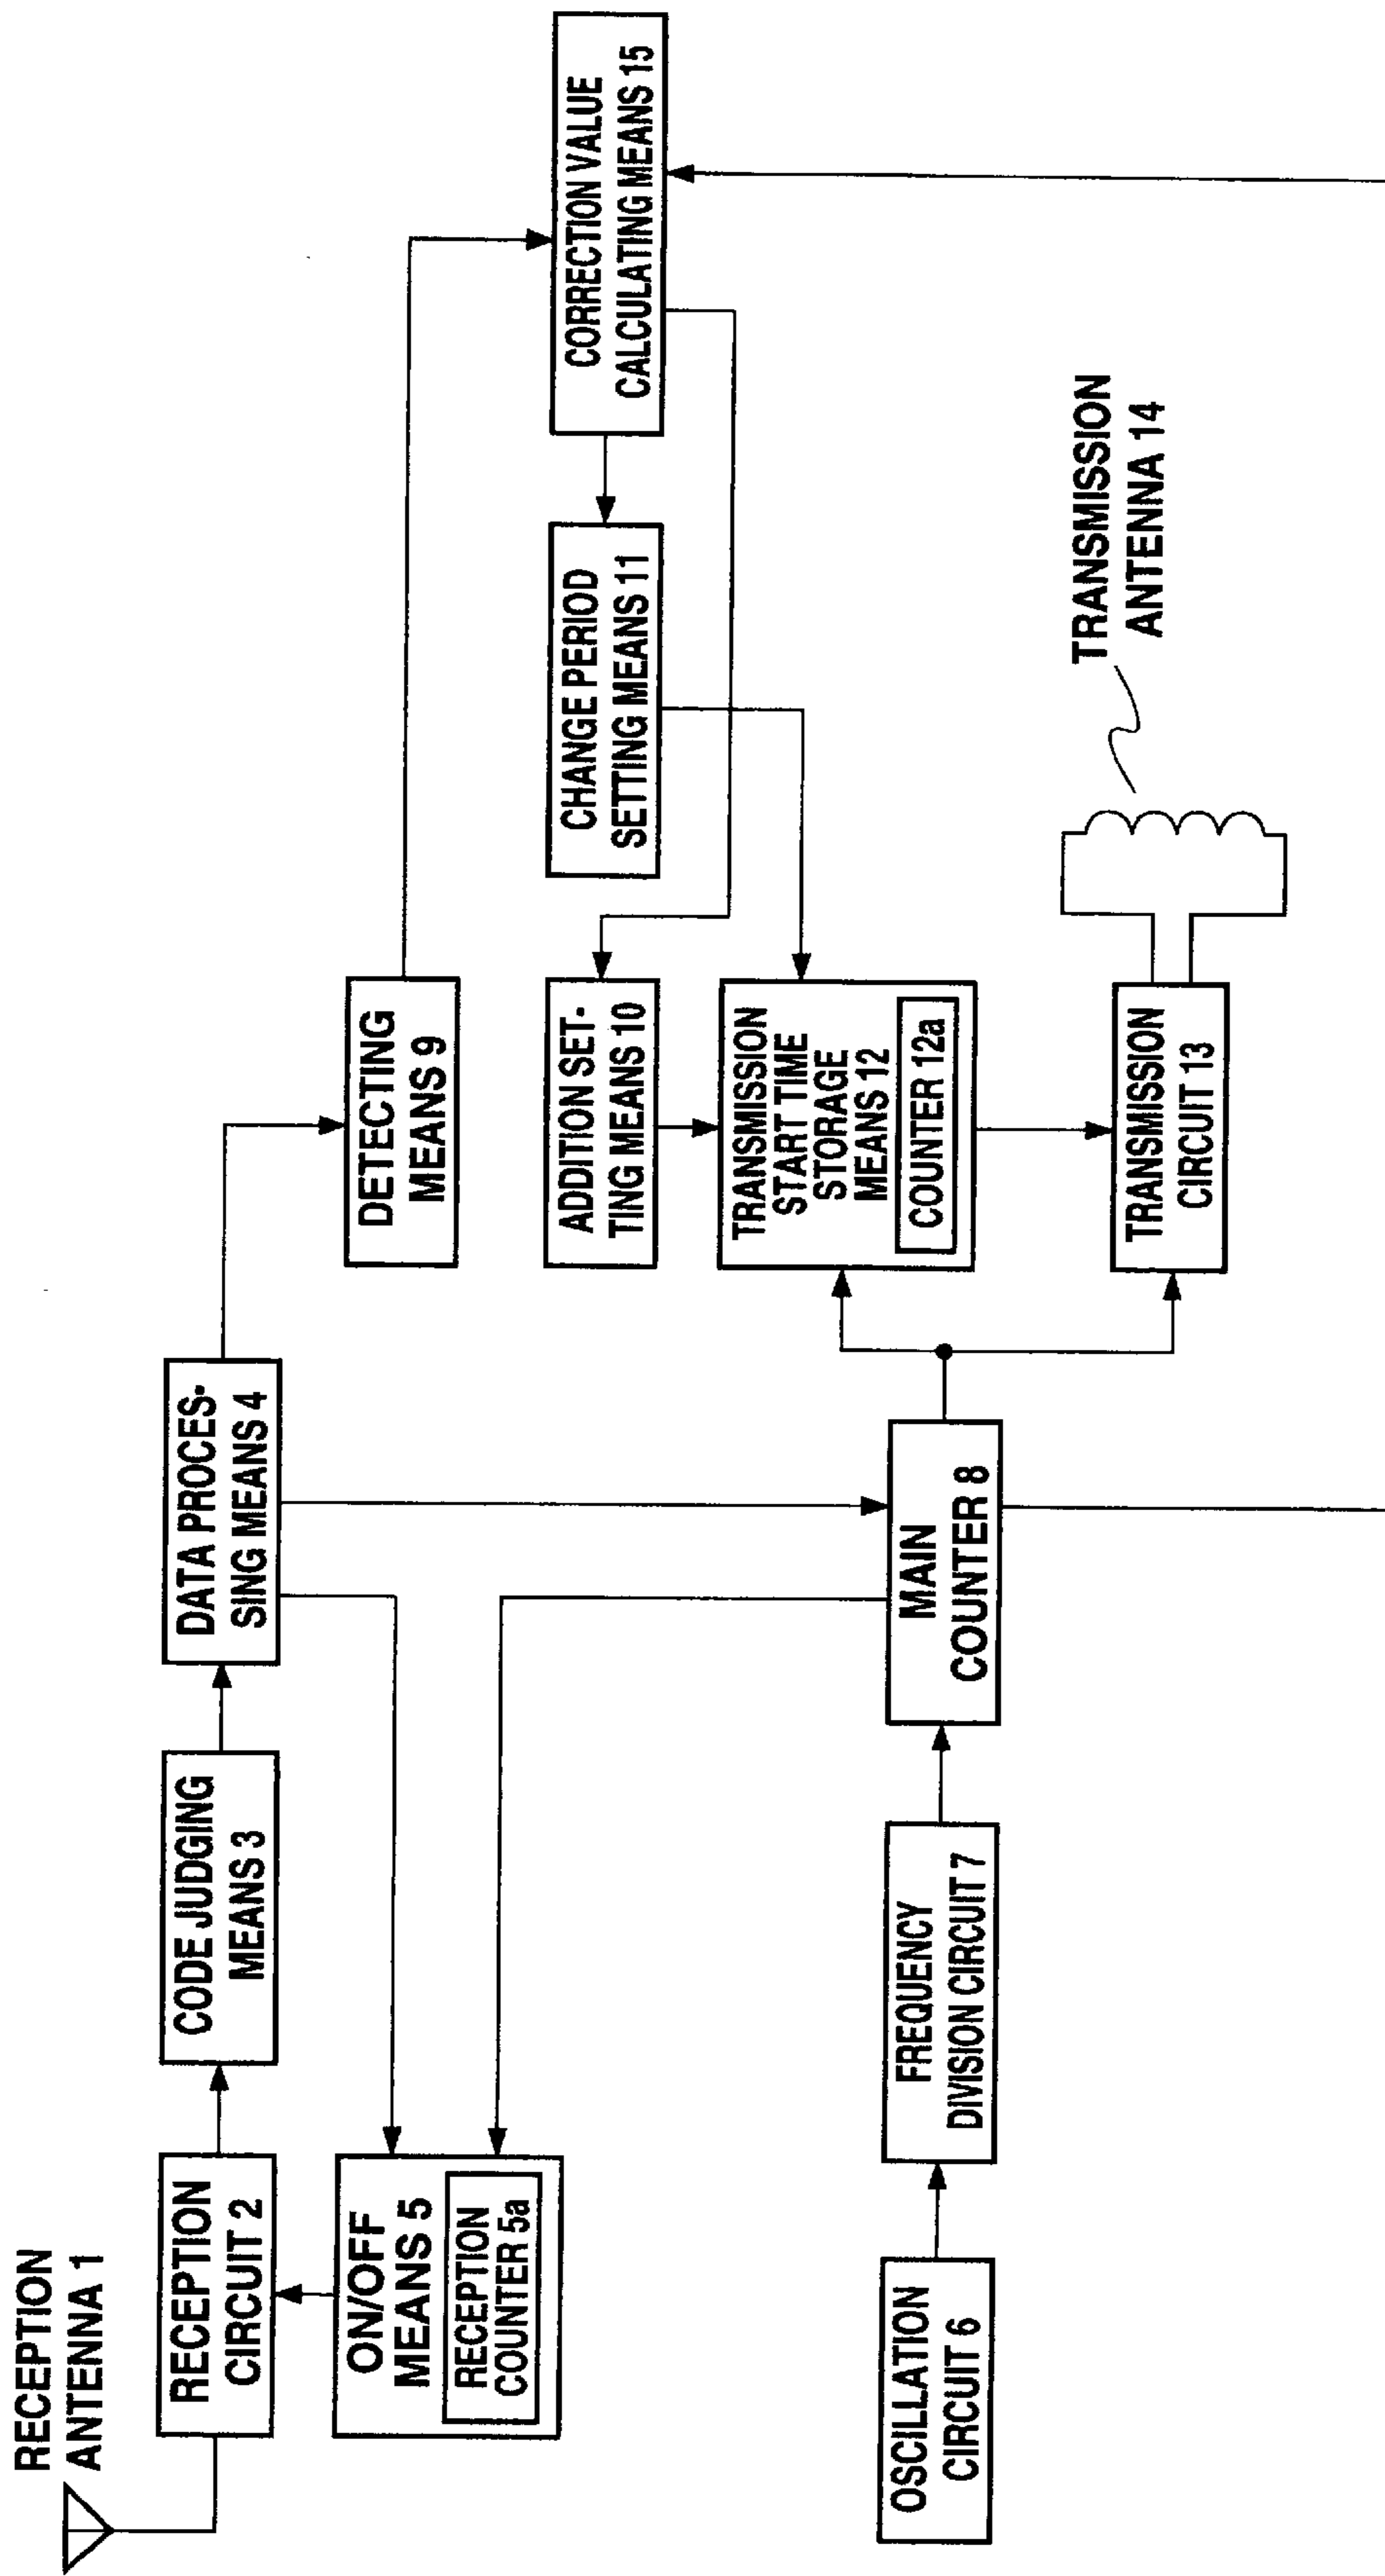 RECEPTION
ANTENNA 1
RECEPTION
CIRCUIT 2
CODE JUDGING
MEANS 3
DATA PROCES-
SING MEANS 4
DETECTING
MEANS 9
CORRECTION VALUE
CALCULATING MEANS 15
ON/OFF
MEANS 5
RECEPTION
COUNTER 5a
ADDITION SET-
TING MEANS 10
CHANGE PERIOD
SETTING MEANS 11
TRANSMISSION
START TIME
STORAGE
MEANS 12
COUNTER 12a
OSCILLATION
CIRCUIT 6
FREQUENCY
DIVISION CIRCUIT 7
MAIN
COUNTER 8
TRANSMISSION
CIRCUIT 13
TRANSMISSION
ANTENNA 14